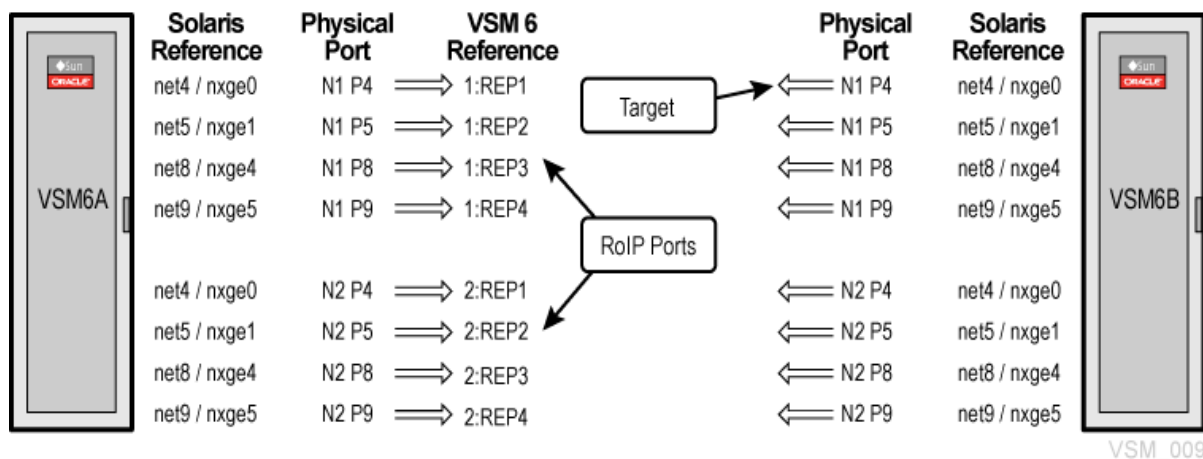 Solaris Reference Physical Port VSM 6 Reference Physical Port Solaris Reference
Sun
ORACLE
VSM6A
net4 / nxge0 N1 P4 1:REP1 Target N1 P4 net4 / nxge0
net5 / nxge1 N1 P5 1:REP2 N1 P5 net5 / nxge1
net8 / nxge4 N1 P8 1:REP3 N1 P8 net8 / nxge4
net9 / nxge5 N1 P9 1:REP4 N1 P9 net9 / nxge5
RoIP Ports
net4 / nxge0 N2 P4 2:REP1 N2 P4 net4 / nxge0
net5 / nxge1 N2 P5 2:REP2 N2 P5 net5 / nxge1
net8 / nxge4 N2 P8 2:REP3 N2 P8 net8 / nxge4
net9 / nxge5 N2 P9 2:REP4 N2 P9 net9 / nxge5
Sun
ORACLE
VSM6B
VSM_009